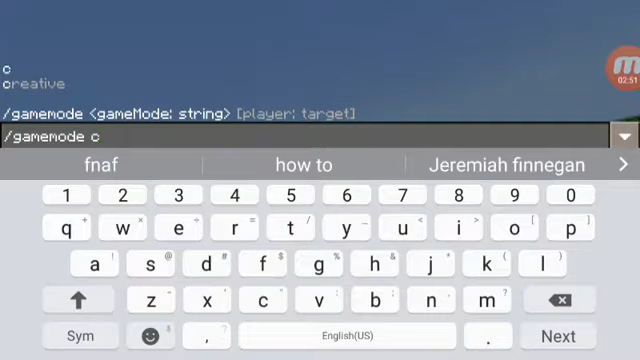 c
creative
/gamemode <gameMode: string> [player: target]
/gamemode c
fnaf how to Jeremiah finnegan
1 2 3 4 5 6 7 8 9 0
q w e r t y u i o p
a s d f g h j k l
z x c v b n m
Sym , English(US) . Next
02:51